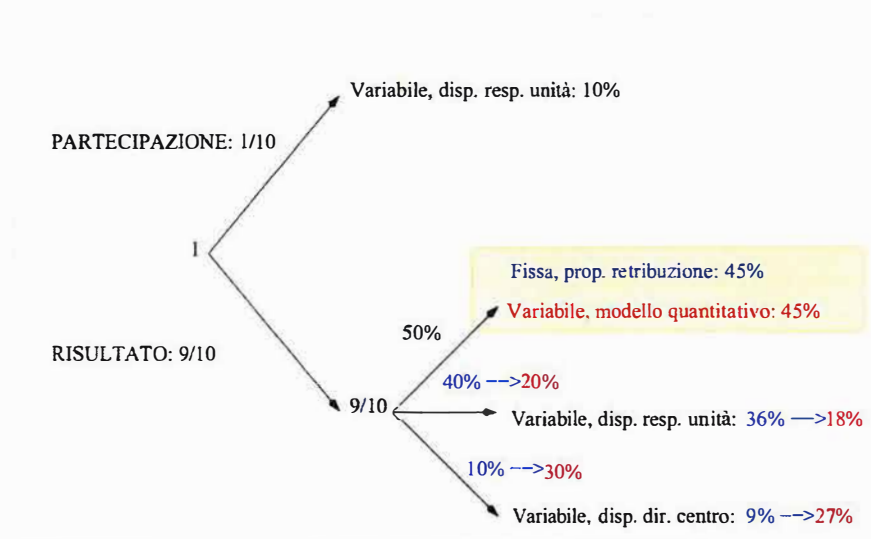 Variabile, disp. resp. unità: 10%
PARTECIPAZIONE: 1/10
1
Fissa, prop. retribuzione: 45%
Variabile, modello quantitativo: 45%
50%
RISULTATO: 9/10
40% -->20%
9/10
Variabile, disp. resp. unità: 36% -->18%
10% -->30%
Variabile, disp. dir. centro: 9% -->27%